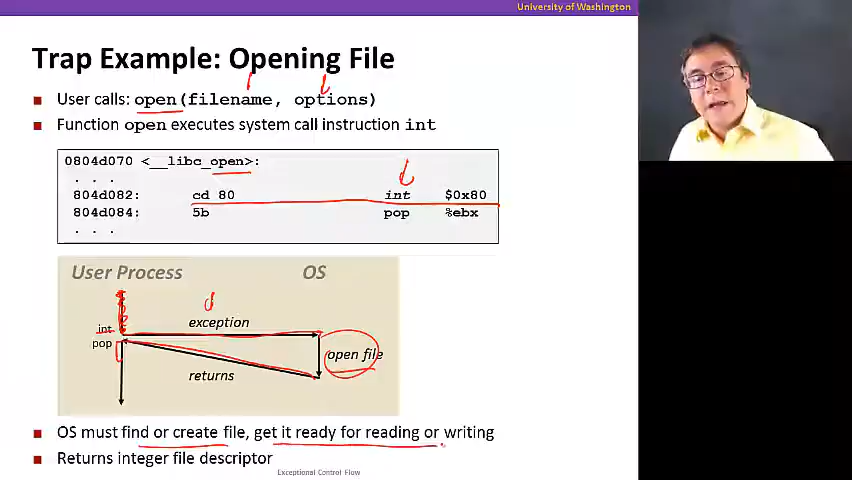 University of Washington
Trap Example: Opening File
User calls: open(filename, options)
Function open executes system call instruction int
0804d070 <__libc_open>:
. . .
804d082: cd 80 int $0x80
804d084: 5b pop %ebx
. . .
User Process OS
exception
int
pop
open file
returns
OS must find or create file, get it ready for reading or writing
Returns integer file descriptor
Exceptional Control Flow